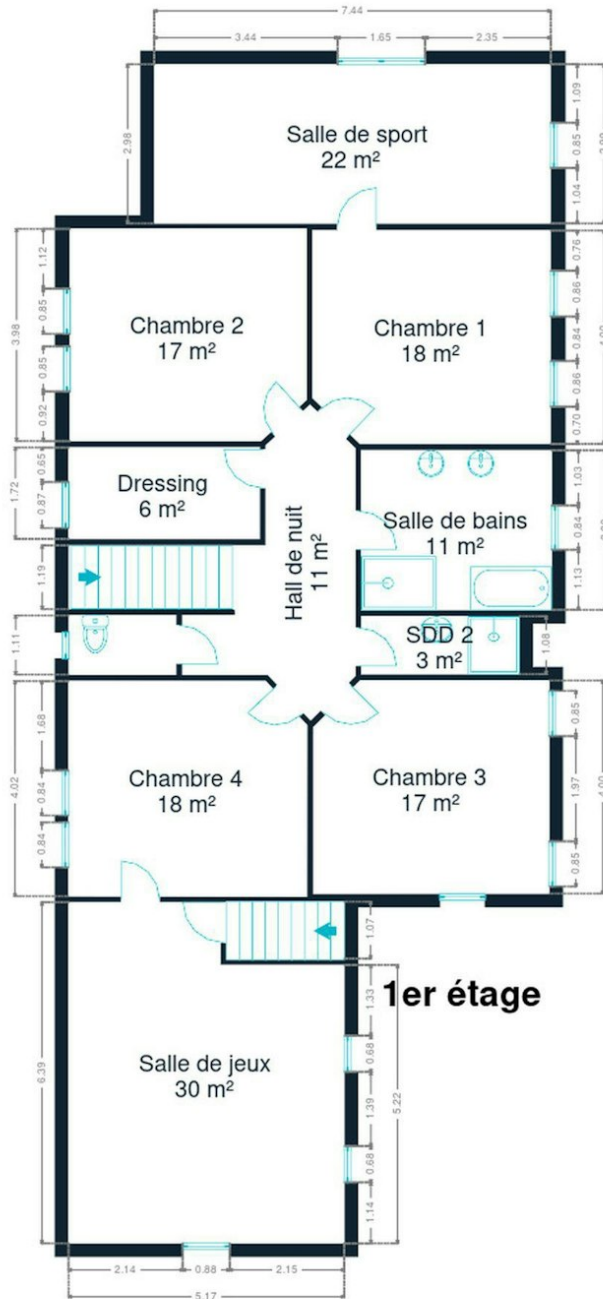 7.44
3.44 1.65 2.35
2.98
1.09
0.85
1.04
Salle de sport
22 m²
3.98
1.12
0.85
0.85
0.92
Chambre 2
17 m²
Chambre 1
18 m²
0.76
0.86
0.84
0.86
0.70
1.72
0.65
0.87
Dressing
6 m²
Hall de nuit
11 m²
Salle de bains
11 m²
1.03
0.84
1.13
1.19
1.11
SDD 2
3 m²
1.08
4.02
1.68
0.84
0.84
Chambre 4
18 m²
Chambre 3
17 m²
0.85
1.97
0.85
1.07
1er étage
6.39
Salle de jeux
30 m²
1.33
0.68
1.39
0.68
1.14
5.22
2.14 0.88 2.15
5.17